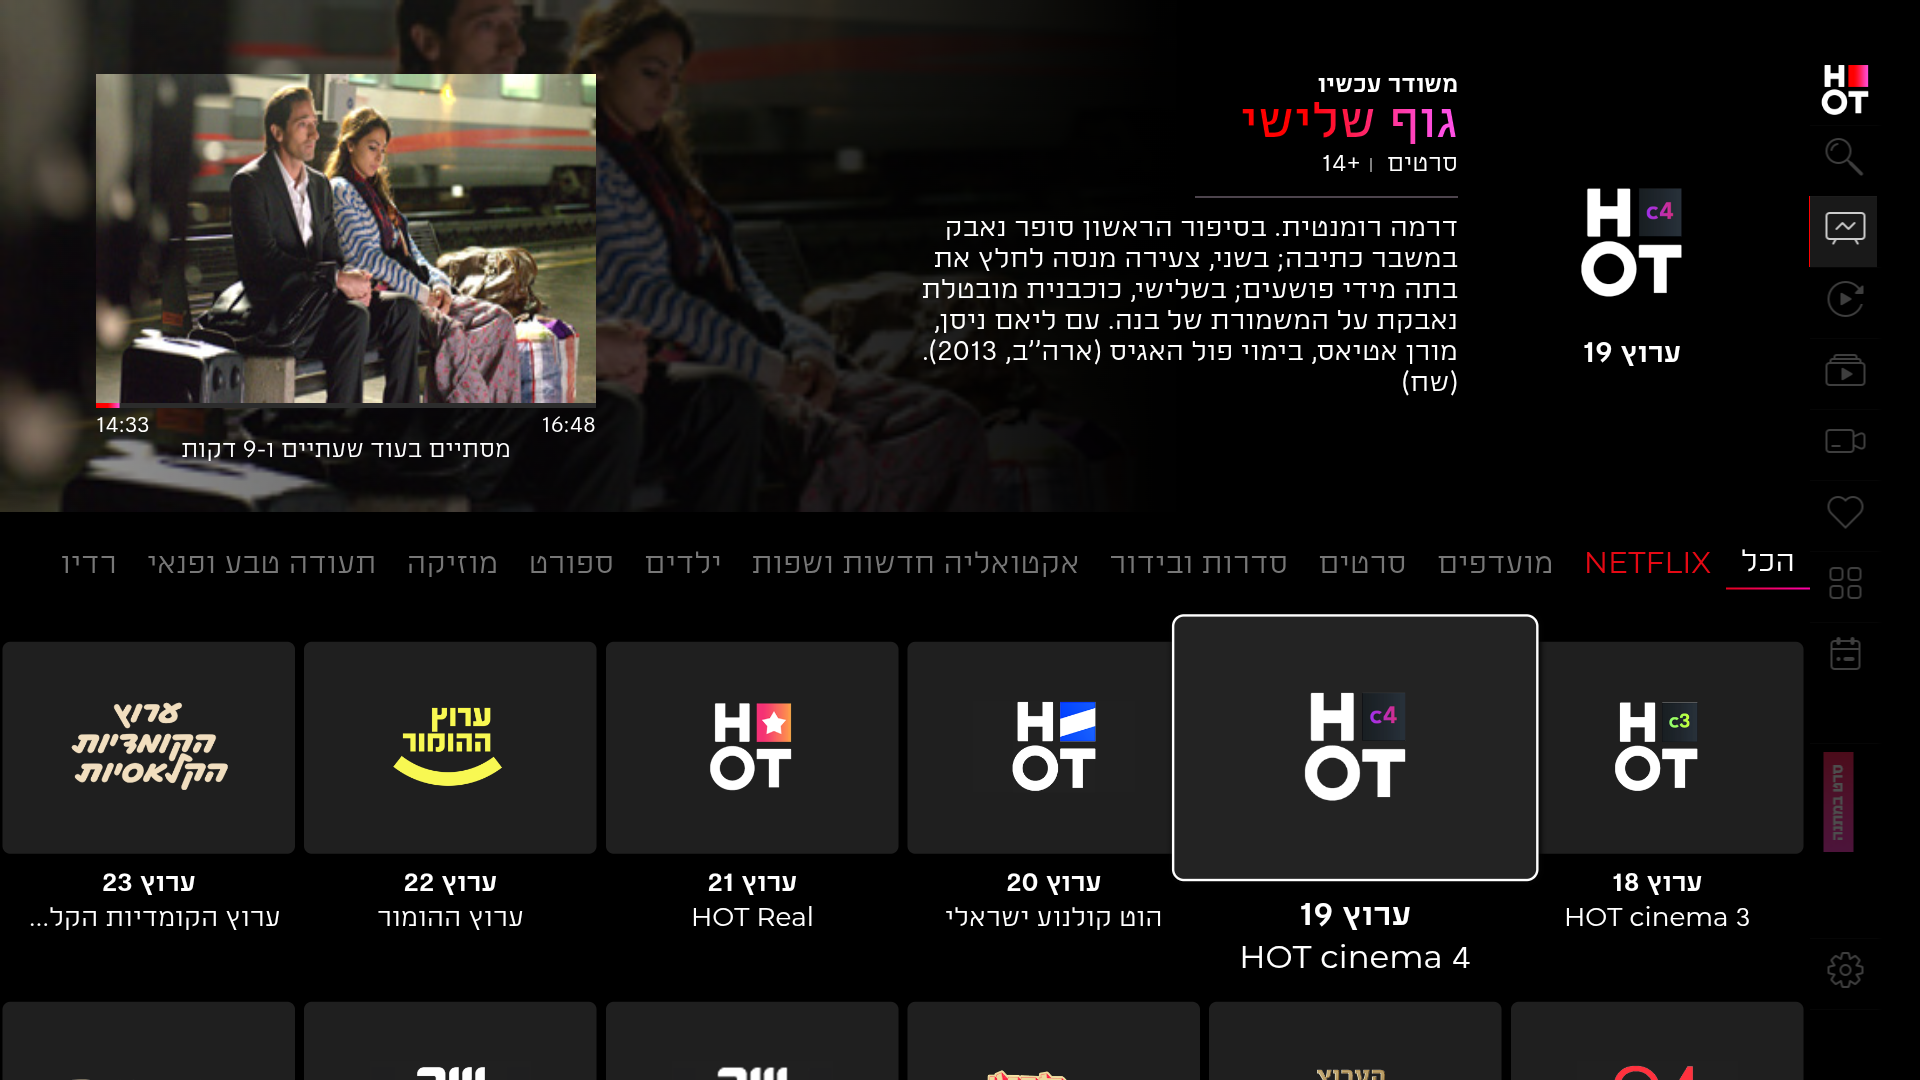 HOT
משודר עכשיו
גוף שלישי
סרטים | 14+
דרמה רומנטית. בסיפור הראשון סופר נאבק
במשבר כתיבה; בשני, צעירה מנסה לחלץ את
בתה מידי פושעים; בשלישי, כוכבנית מובטלת
נאבקת על המשמורת של בנה. עם ליאם ניסן,
מורן אטיאס, בימוי פול האגיס (ארה''ב, 2013).
(שח)
HOT c4
ערוץ 19
14:33
16:48
מסתיים בעוד שעתיים ו-9 דקות
הכל
NETFLIX
מועדפים
סרטים
סדרות ובידור
אקטואליה חדשות ושפות
ילדים
ספורט
מוזיקה
תעודה טבע ופנאי
רדיו
HOT c3
ערוץ 18
HOT cinema 3
HOT c4
ערוץ 19
HOT cinema 4
HOT
ערוץ 20
הוט קולנוע ישראלי
HOT
ערוץ 21
HOT Real
ערוץ
ההומור
ערוץ 22
ערוץ ההומור
ערוץ
הקומדיות
הקלאסיות
ערוץ 23
ערוץ הקומדיות הקל...
סרט במתנה
הערוץ